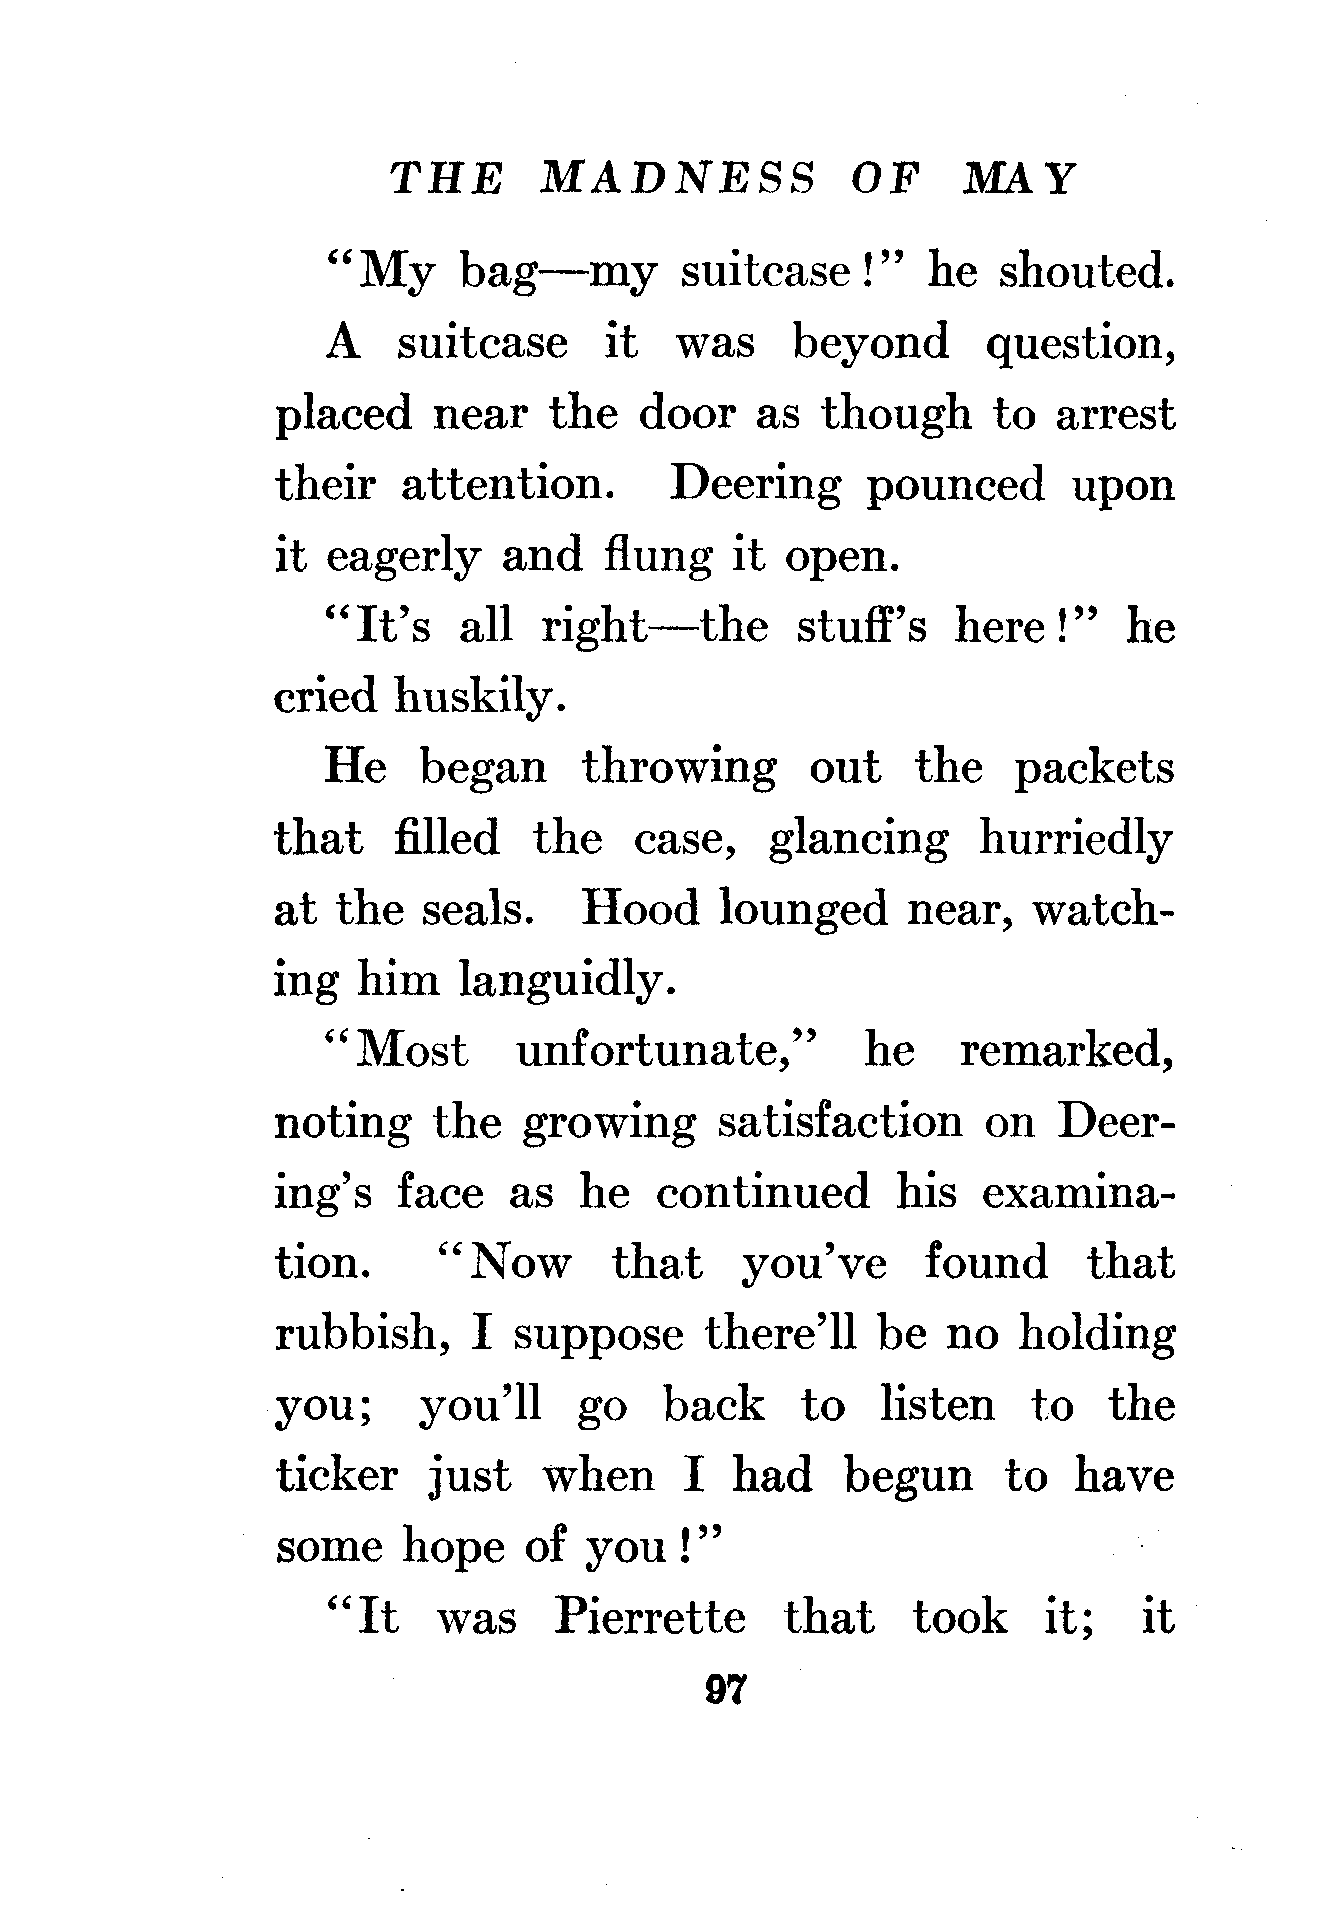 THE MADNESS OF MAY
“My bag—my suitcase!” he shouted.
A suitcase it was beyond question,
placed near the door as though to arrest
their attention. Deering pounced upon
it eagerly and flung it open.
“It’s all right—the stuff’s here!” he
cried huskily.
He began throwing out the packets
that filled the case, glancing hurriedly
at the seals. Hood lounged near, watch-
ing him languidly.
“Most unfortunate,” he remarked,
noting the growing satisfaction on Deer-
ing’s face as he continued his examina-
tion. “Now that you’ve found that
rubbish, I suppose there’ll be no holding
you; you’ll go back to listen to the
ticker just when I had begun to have
some hope of you!”
“It was Pierrette that took it; it
97